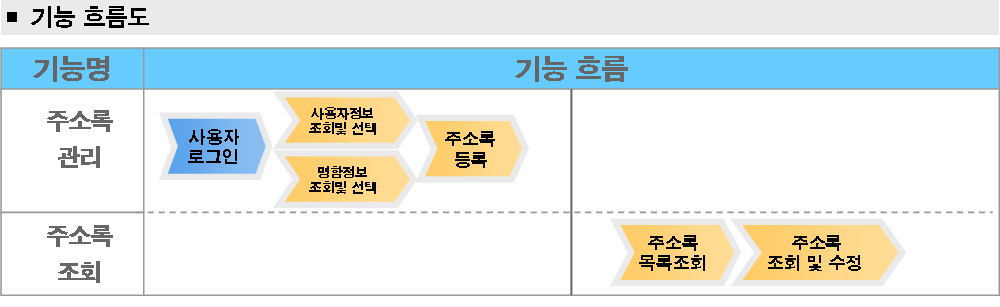 ■ 기능 흐름도
기능명
기능 흐름
주소록
관리
사용자
로그인
사용자정보
조회및 선택
명함정보
조회및 선택
주소록
등록
주소록
조회
주소록
목록조회
주소록
조회 및 수정